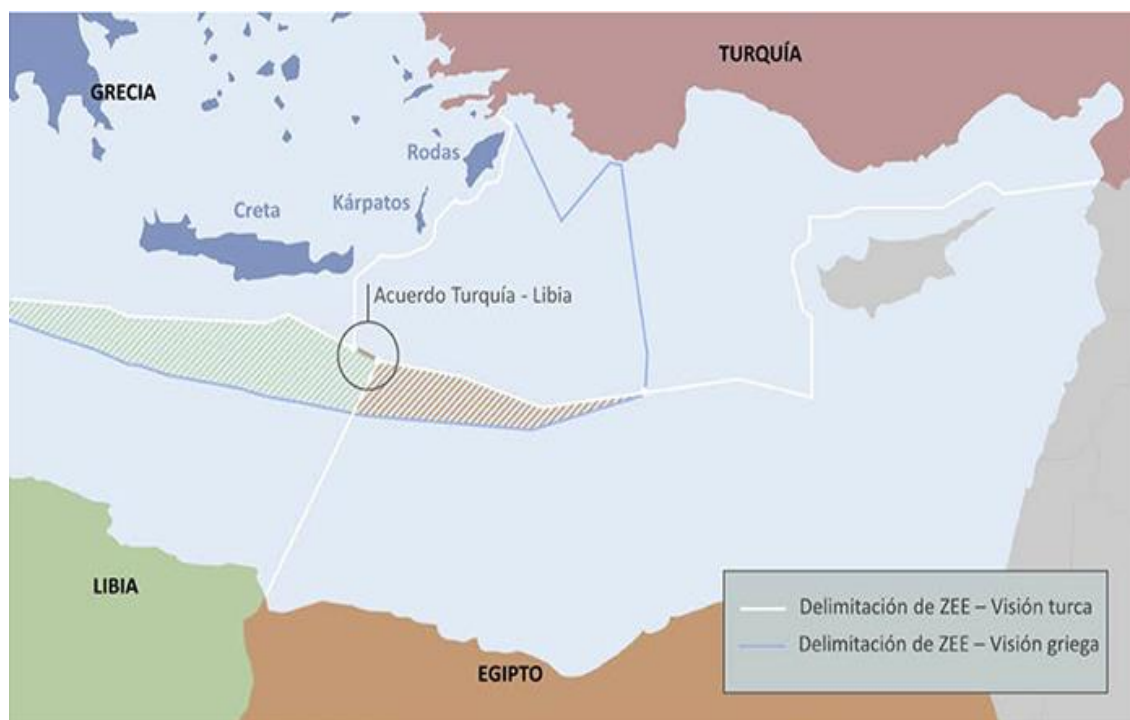 TURQUÍA
GRECIA
Rodas
Kárpatos
Creta
Acuerdo Turquía - Libia
LIBIA
EGIPTO
Delimitación de ZEE – Visión turca
Delimitación de ZEE – Visión griega